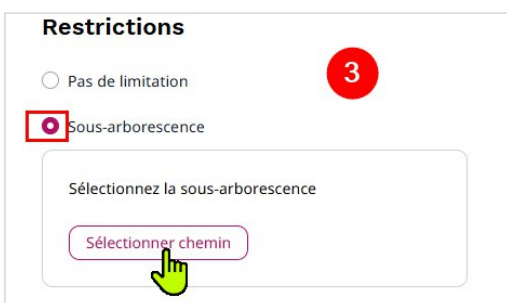 Restrictions
Pas de limitation
3
Sous-arborescence
Sélectionnez la sous-arborescence
Sélectionner chemin